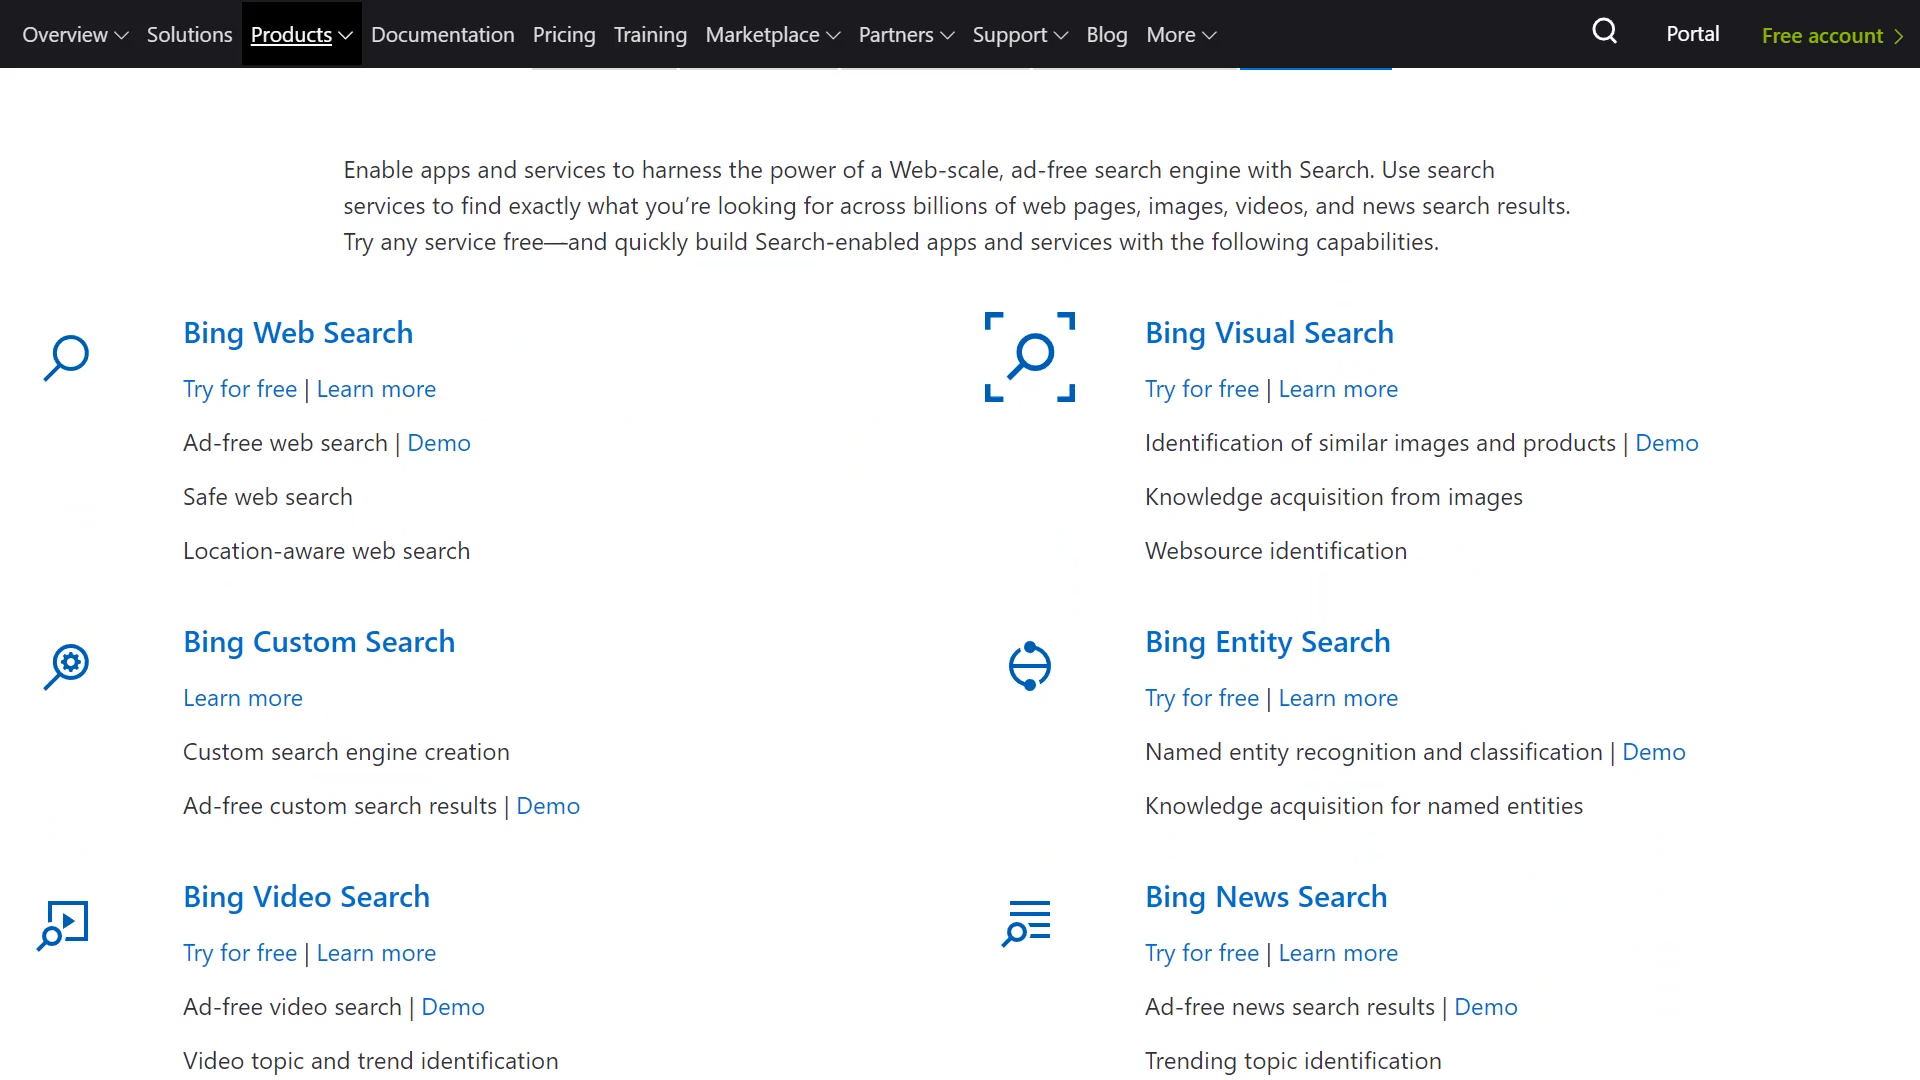 Overview Solutions Products Documentation Pricing Training Marketplace Partners Support Blog More Portal Free account
Enable apps and services to harness the power of a Web-scale, ad-free search engine with Search. Use search
services to find exactly what you’re looking for across billions of web pages, images, videos, and news search results.
Try any service free—and quickly build Search-enabled apps and services with the following capabilities.
Bing Web Search
Try for free | Learn more
Ad-free web search | Demo
Safe web search
Location-aware web search
Bing Visual Search
Try for free | Learn more
Identification of similar images and products | Demo
Knowledge acquisition from images
Websource identification
Bing Custom Search
Learn more
Custom search engine creation
Ad-free custom search results | Demo
Bing Entity Search
Try for free | Learn more
Named entity recognition and classification | Demo
Knowledge acquisition for named entities
Bing Video Search
Try for free | Learn more
Ad-free video search | Demo
Video topic and trend identification
Bing News Search
Try for free | Learn more
Ad-free news search results | Demo
Trending topic identification